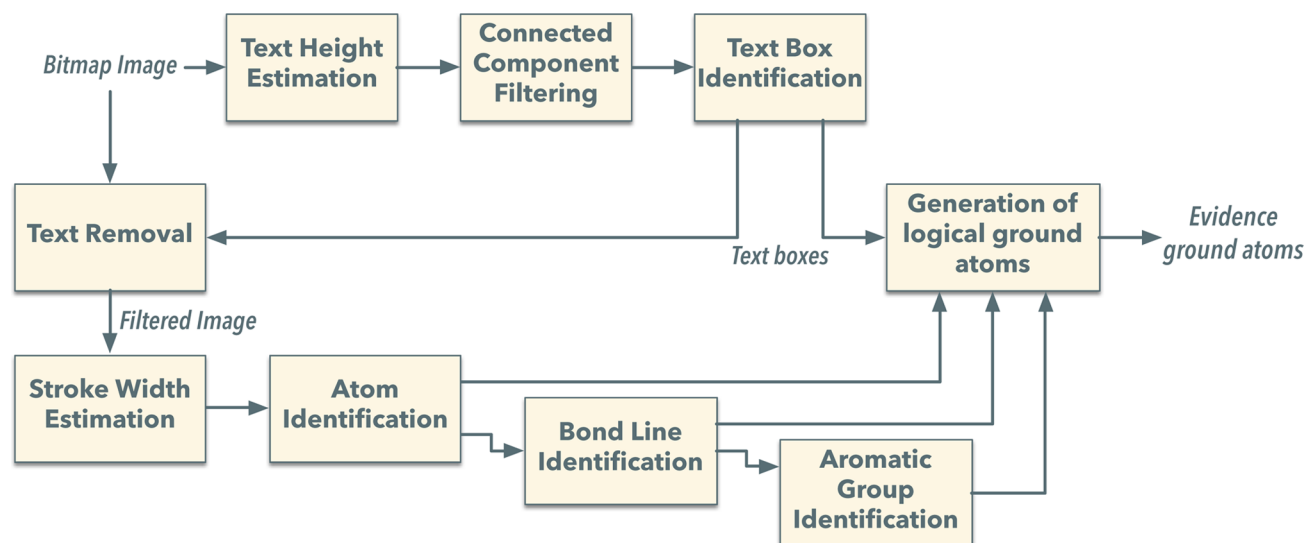 Bitmap Image
Text Height
Estimation
Connected
Component
Filtering
Text Box
Identification
Text Removal
Text boxes
Generation of
logical ground
atoms
Evidence
ground atoms
Filtered Image
Stroke Width
Estimation
Atom
Identification
Bond Line
Identification
Aromatic
Group
Identification